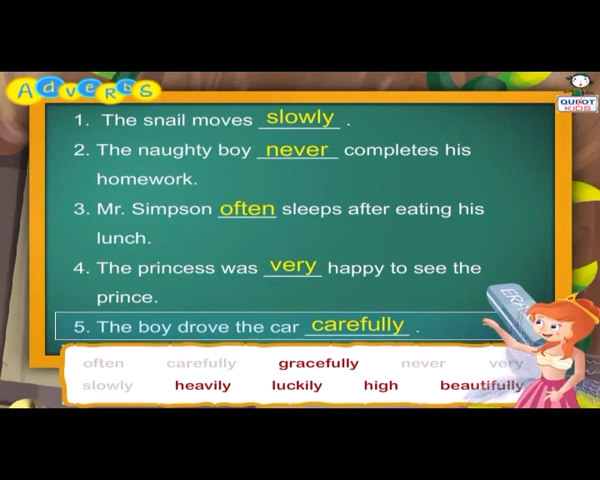 ADVERBS
QUIXOT
KIDS
1. The snail moves slowly .
2. The naughty boy never completes his
homework.
3. Mr. Simpson often sleeps after eating his
lunch.
4. The princess was very happy to see the
prince.
5. The boy drove the car carefully .
often carefully gracefully never very
slowly heavily luckily high beautifully